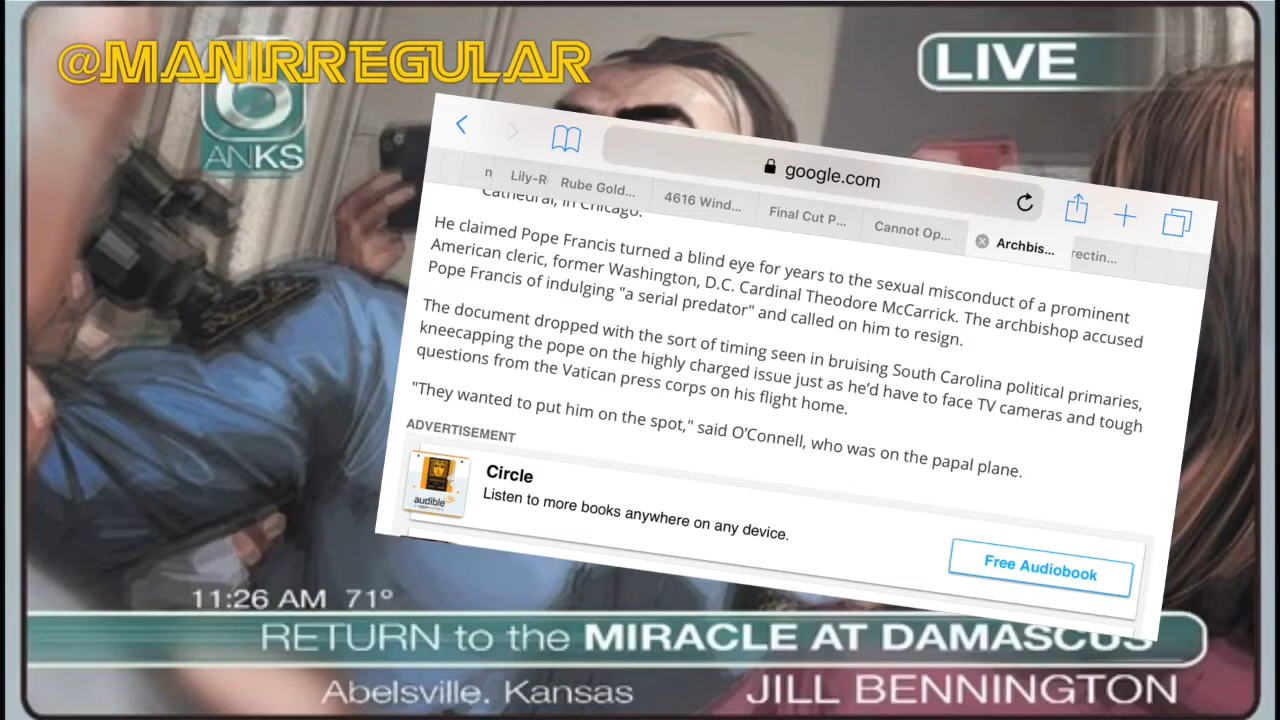 @MANIRREGULAR
LIVE
6
ANKS
google.com
n
Lily-R
Rube Gold...
4616 Wind...
Final Cut P...
Cannot Op...
Archbis...
rectin...
Cathedral, in Chicago.
He claimed Pope Francis turned a blind eye for years to the sexual misconduct of a prominent
American cleric, former Washington, D.C. Cardinal Theodore McCarrick. The archbishop accused
Pope Francis of indulging "a serial predator" and called on him to resign.
The document dropped with the sort of timing seen in bruising South Carolina political primaries,
kneecapping the pope on the highly charged issue just as he'd have to face TV cameras and tough
questions from the Vatican press corps on his flight home.
"They wanted to put him on the spot," said O'Connell, who was on the papal plane.
ADVERTISEMENT
audible
Circle
Listen to more books anywhere on any device.
Free Audiobook
11:26 AM 71°
RETURN to the MIRACLE AT DAMASCUS
Abelsville, Kansas
JILL BENNINGTON